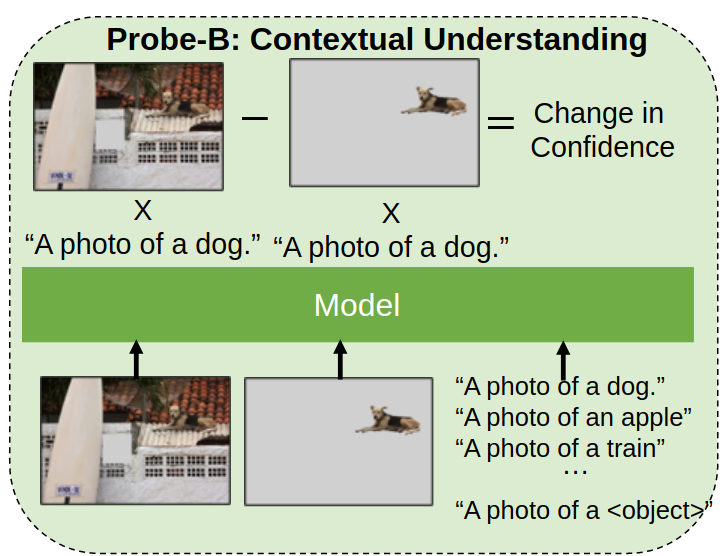 Probe-B: Contextual Understanding
— = Change in
Confidence
X X
“A photo of a dog.” “A photo of a dog.”
Model
“A photo of a dog.”
“A photo of an apple”
“A photo of a train”
...
“A photo of a <object>”